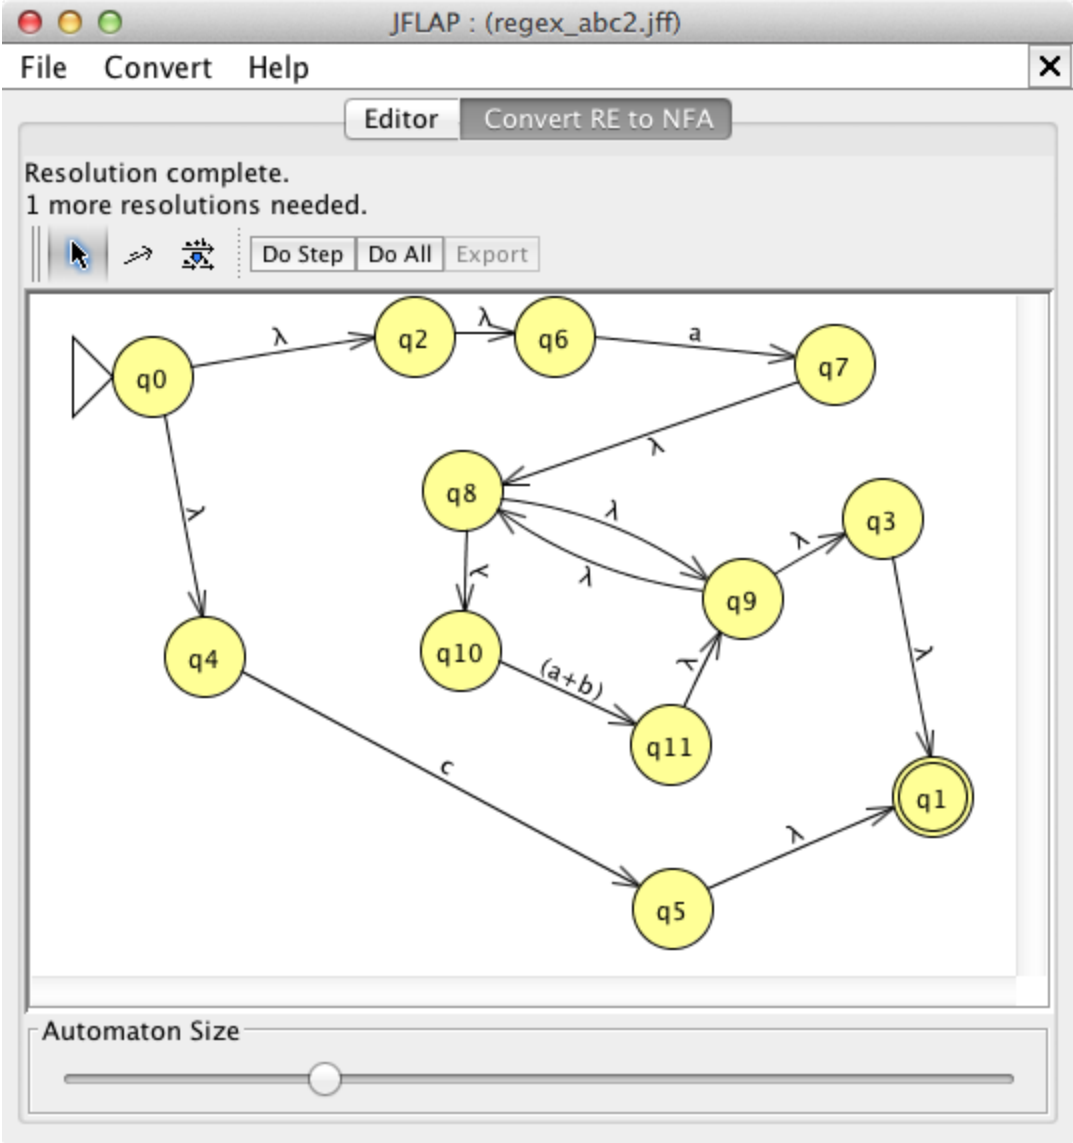 JFLAP : (regex_abc2.jff)
File Convert Help
Editor Convert RE to NFA
Resolution complete.
1 more resolutions needed.
Do Step Do All Export
q0
λ
q2
λ
q6
a
q7
λ
q8
λ
λ
λ
q9
λ
q3
λ
q4
λ
q10
(a+b)
q11
λ
λ
c
q1
λ
q5
Automaton Size